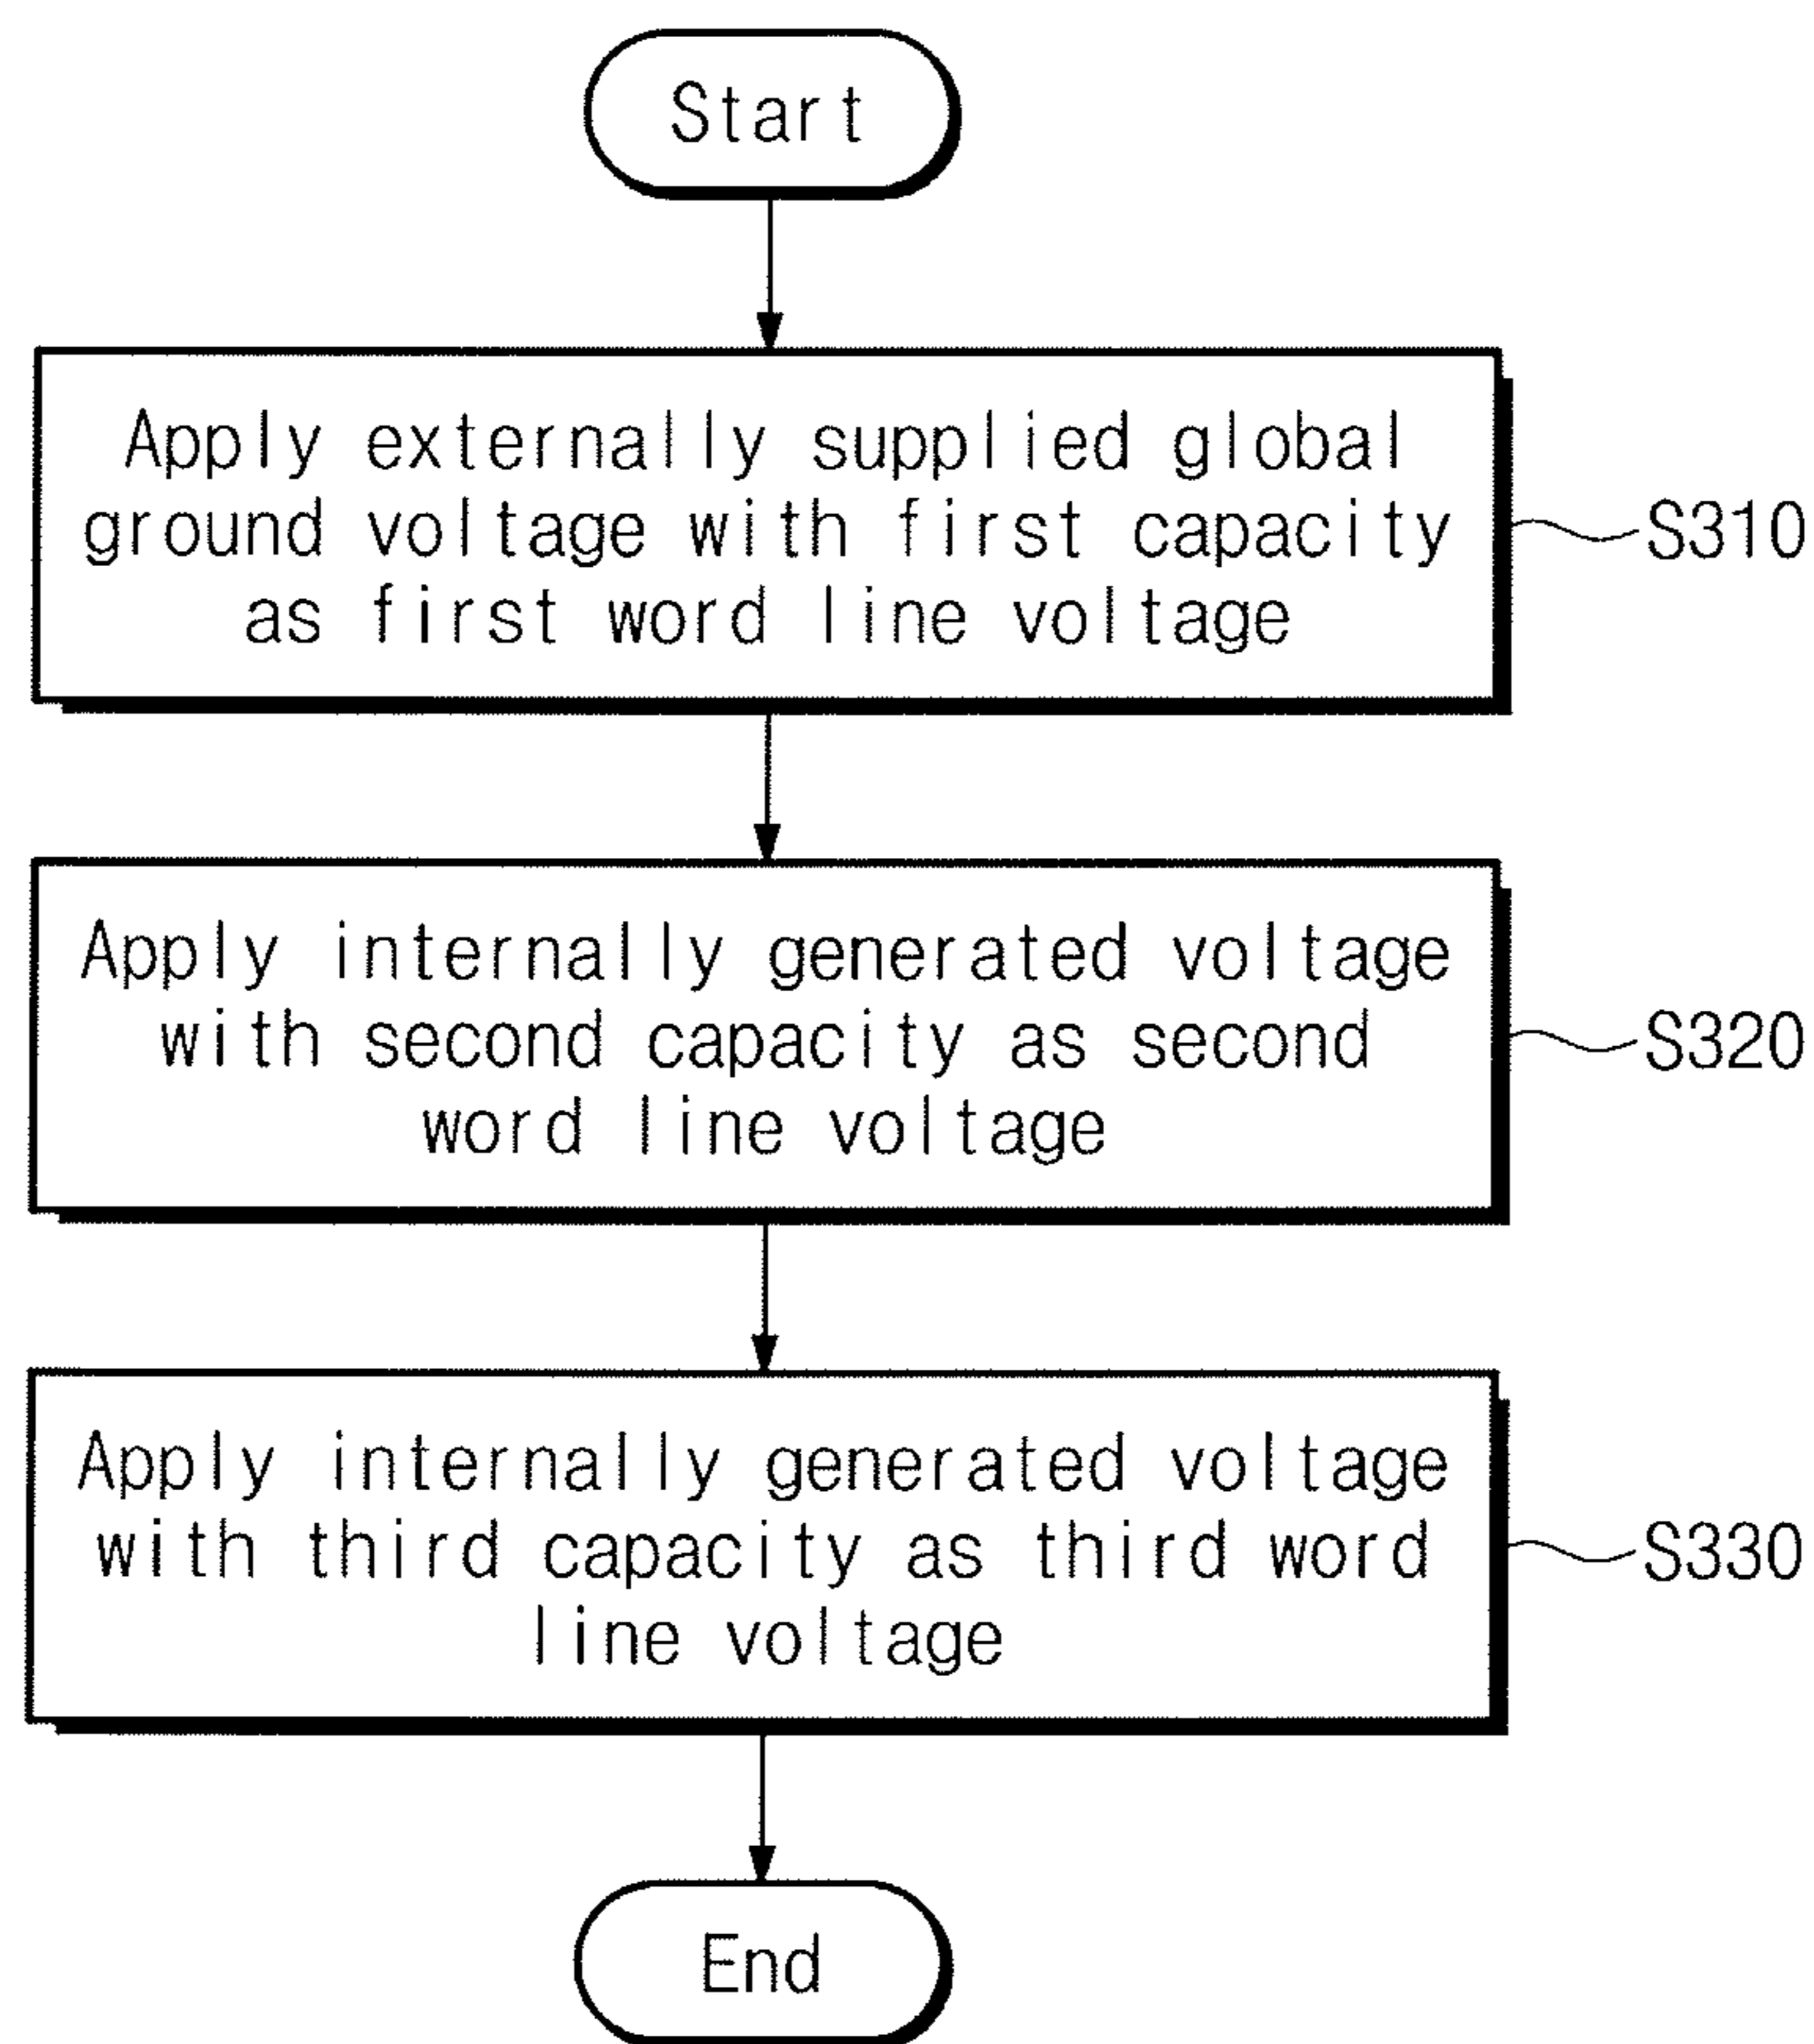 Start
Apply externally supplied global
ground voltage with first capacity
as first word line voltage
S310
Apply internally generated voltage
with second capacity as second
word line voltage
S320
Apply internally generated voltage
with third capacity as third word
line voltage
S330
End